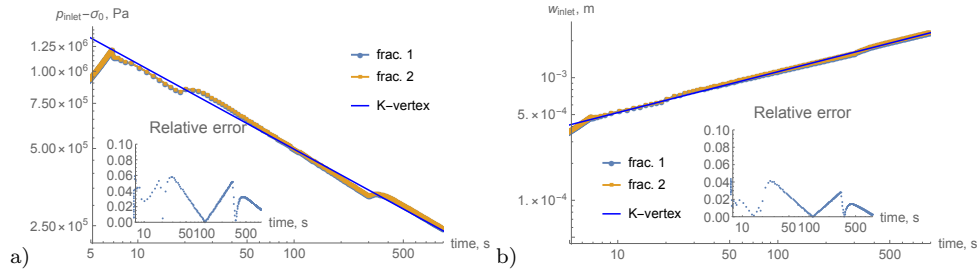 p_inlet−σ_0, Pa
1.25×10^6
1.00×10^6
7.50×10^5
5.00×10^5
2.50×10^5
frac. 1
frac. 2
K−vertex
Relative error
0.10
0.08
0.06
0.04
0.02
0.00
10
50
100
500
time, s
5 10 50 100 500
time, s
a)
w_inlet, m
10^-3
5.×10^-4
1.×10^-4
Relative error
0.10
0.08
0.06
0.04
0.02
0.00
10
50
100
500
time, s
frac. 1
frac. 2
K−vertex
10 50 100 500
time, s
b)